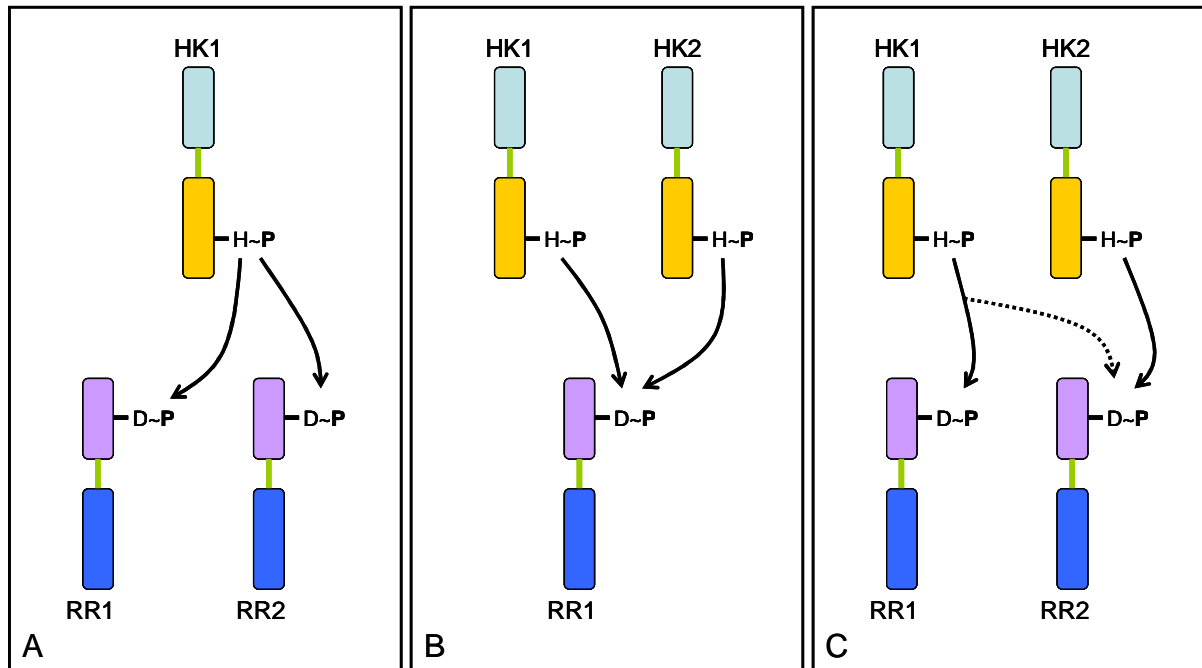 HK1
H~P
D~P D~P
RR1 RR2
A
HK1 HK2
H~P H~P
D~P
RR1
B
HK1 HK2
H~P H~P
D~P D~P
RR1 RR2
C